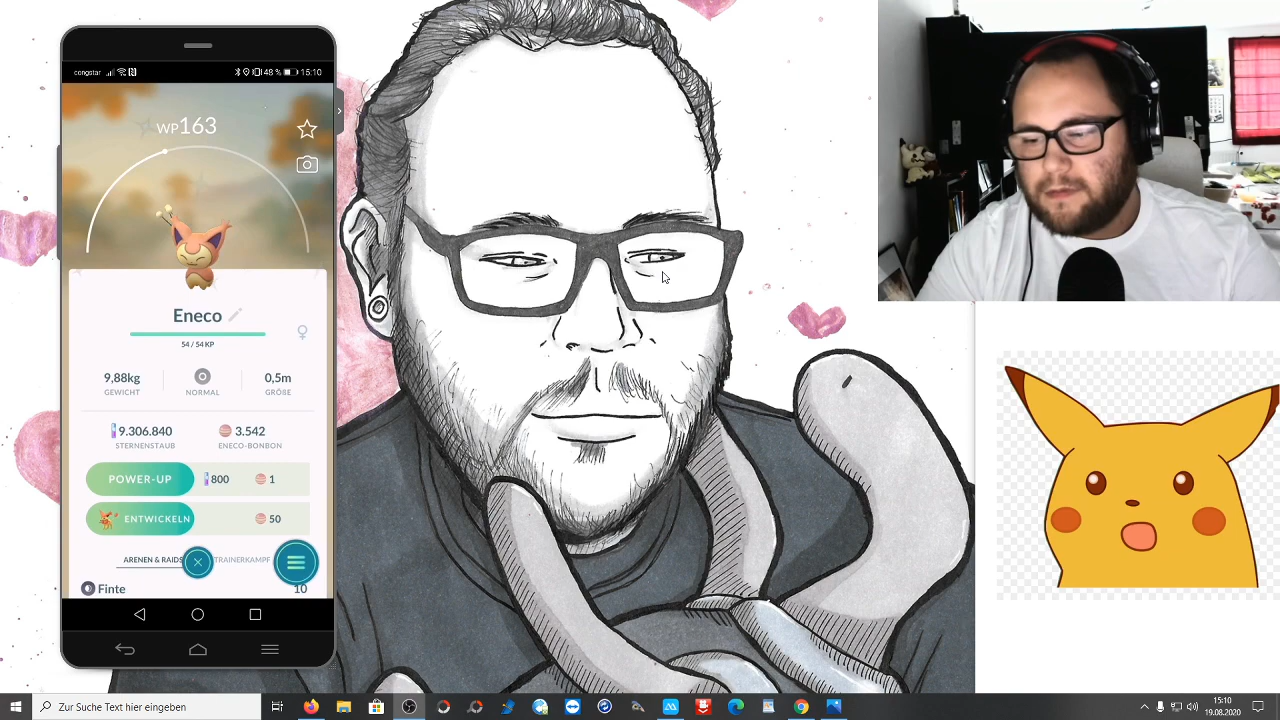 congstar
48 %
15:10
WP163
Eneco
54 / 54 KP
9,88kg
GEWICHT
NORMAL
0,5m
GRÖßE
9.306.840
STERNENSTAUB
3.542
ENECO-BONBON
POWER-UP
800
1
ENTWICKELN
50
ARENEN & RAIDS
TRAINERKAMPF
Finte
10
Zur Suche Text hier eingeben
15:10
19.08.2020